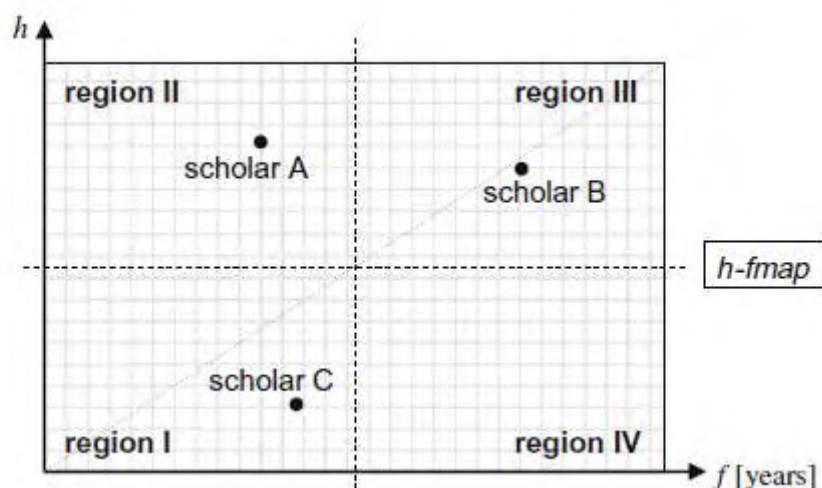 h
region II
region III
scholar A
scholar B
h-fmap
scholar C
region I
region IV
f [years]